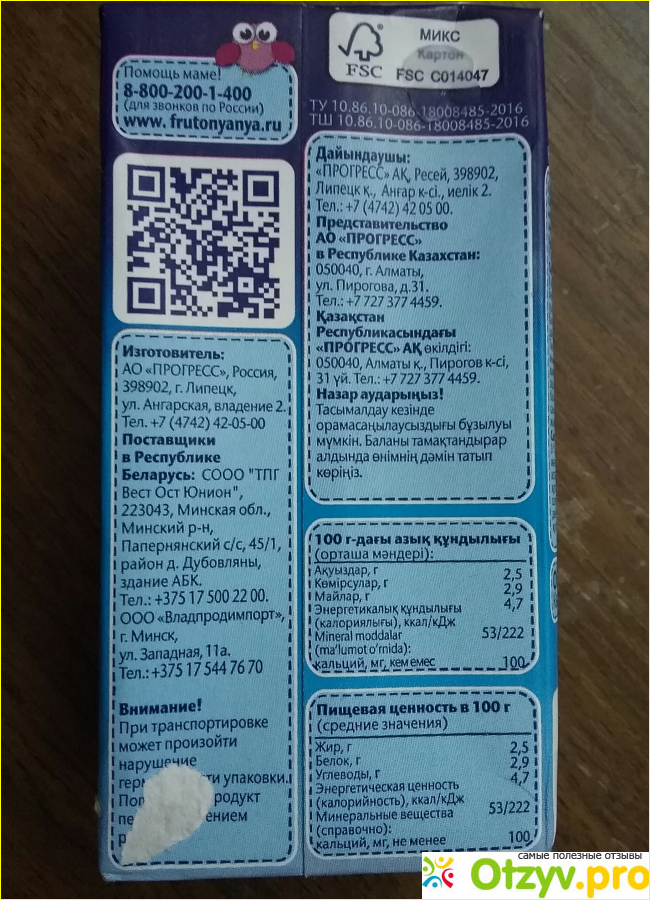 Помощь маме!
8-800-200-1-400
(для звонков по России)
www. frutonyanya.ru
FSC
МИКС
Картон
FSC C014047
ТУ 10.86.10-086-18008485-2016
ТШ 10.86.10-086-18008485-2016
Изготовитель:
АО «ПРОГРЕСС», Россия,
398902, г. Липецк,
ул. Ангарская, владение 2.
Тел. +7 (4742) 42-05-00
Поставщики
в Республике
Беларусь: СООО "ТПГ
Вест Ост Юнион",
223043, Минская обл.,
Минский р-н,
Папернянский с/с, 45/1,
район д. Дубовляны,
здание АБК.
Тел.: +375 17 500 22 00.
ООО «Владпродимпорт»,
г. Минск,
ул. Западная, 11а.
Тел.: +375 17 544 76 70
Внимание!
При транспортировке
может произойти
нарушение
упаковки.
Дайындаушы:
«ПРОГРЕСС» АҚ, Ресей, 398902,
Липецк қ., Ангар к-сі., иелік 2.
Тел.: +7 (4742) 42 05 00.
Представительство
АО «ПРОГРЕСС»
в Республике Казахстан:
050040, г. Алматы,
ул. Пирогова, д.31.
Тел.: +7 727 377 4459.
Қазақстан
Республикасындағы
«ПРОГРЕСС» АҚ өкілдігі:
050040, Алматы қ., Пирогов к-сі,
31 үй. Тел.: +7 727 377 4459.
Назар аударыңыз!
Тасымалдау кезінде
орамасаңылаусыздығы бұзылуы
мүмкін. Баланы тамақтандырар
алдында өнімнің дәмін татып
көріңіз.
100 г-дағы азық құндылығы
(орташа мәндері):
Ақуыздар, г 2,5
Көмірсулар, г 2,9
Майлар, г 4,7
Энергетикалық құндылығы
(калориялығы), ккал/кДж 53/222
Mineral moddalar
(ma'lumot o'rnida):
кальций, мг, кем емес 100
Пищевая ценность в 100 г
(средние значения)
Жир, г 2,5
Белок, г 2,9
Углеводы, г 4,7
Энергетическая ценность
(калорийность), ккал/кДж 53/222
Минеральные вещества
(справочно):
кальций, мг, не менее 100
самые полезные отзывы
Otzyv.pro